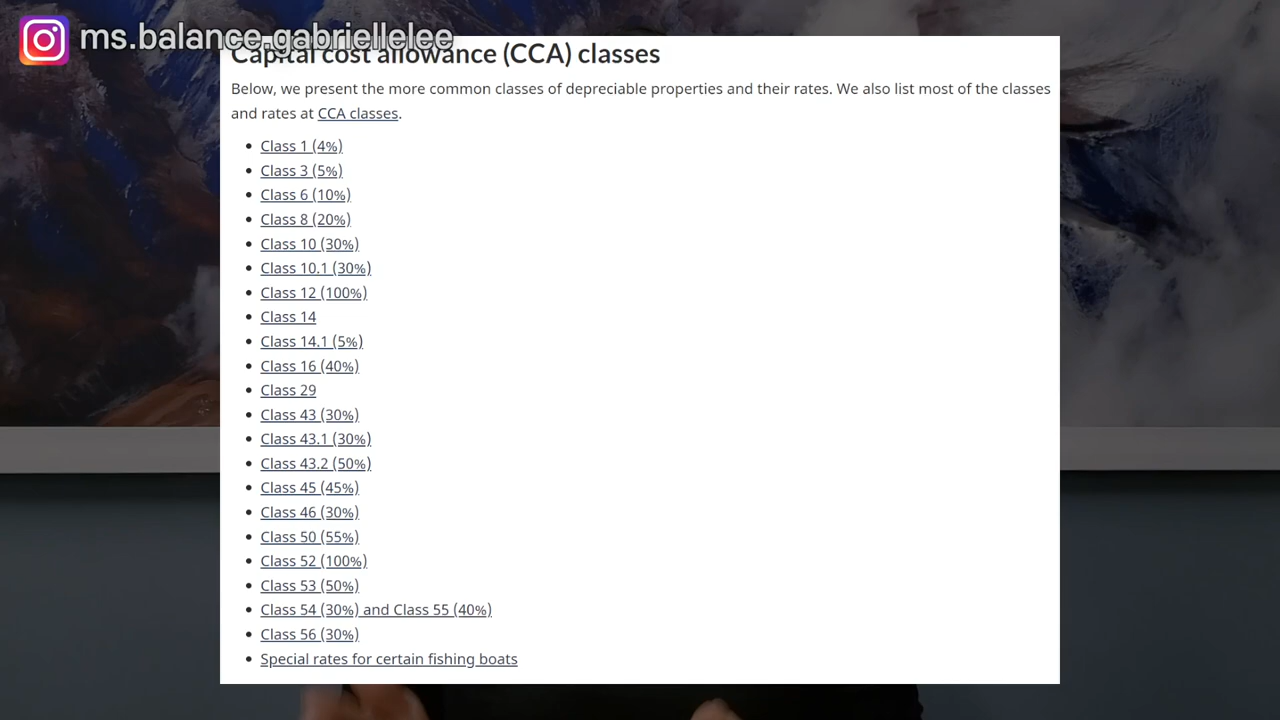 ms.balance.gabriellelee
Capital cost allowance (CCA) classes
Below, we present the more common classes of depreciable properties and their rates. We also list most of the classes
and rates at CCA classes.
Class 1 (4%)
Class 3 (5%)
Class 6 (10%)
Class 8 (20%)
Class 10 (30%)
Class 10.1 (30%)
Class 12 (100%)
Class 14
Class 14.1 (5%)
Class 16 (40%)
Class 29
Class 43 (30%)
Class 43.1 (30%)
Class 43.2 (50%)
Class 45 (45%)
Class 46 (30%)
Class 50 (55%)
Class 52 (100%)
Class 53 (50%)
Class 54 (30%) and Class 55 (40%)
Class 56 (30%)
Special rates for certain fishing boats